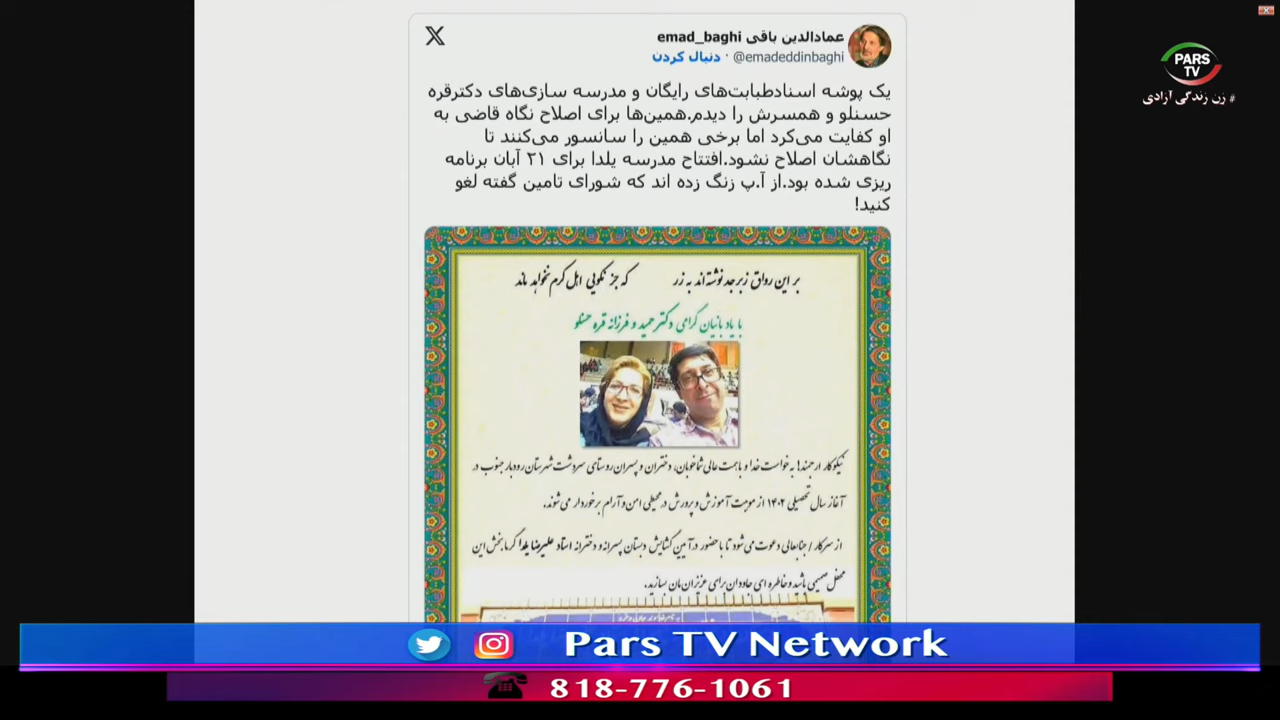 عمادالدین باقی emad_baghi
@emadeddinbaghi · دنبال کردن
یک پوشه اسنادطبابت‌های رایگان و مدرسه سازی‌های دکترقره
حسنلو و همسرش را دیدم.همین‌ها برای اصلاح نگاه قاضی به
او کفایت می‌کرد اما برخی همین را سانسور می‌کنند تا
نگاهشان اصلاح نشود.افتتاح مدرسه یلدا برای ۲۱ آبان برنامه
ریزی شده بود.از آ.پ زنگ زده اند که شورای تامین گفته لغو
کنید!
PARS
TV
# زن زندگی آزادی
بر این رواق زبرجد نوشته‌اند به زر که جز نکویی اهل کرم نخواهد ماند
با یاد بانیان گرامی دکتر حمید و فرزانه قره حسنلو
نیکوکار ارجمند! به خواست خدا و با همت عالی شما خوبان، دختران و پسران روستای سردشت شهرستان رودبار جنوب در
آغاز سال تحصیلی ۱۴۰۲ از موهبت آموزش و پرورش در محیطی امن و آرام برخوردار می‌شوند.
از سرکار / جنابعالی دعوت می‌شود تا با حضور در آیین گشایش دبستان پسرانه و دخترانه استاد علیرضا یلدا گرمابخش این
محفل صمیمی باشید و خاطره ای جاودان برای عزیزان مان بسازید.
Pars TV Network
818-776-1061